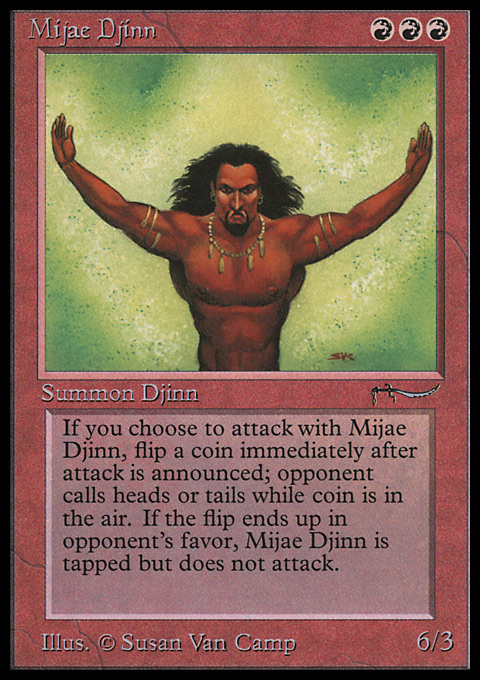 Mijae Djinn
SVC
Summon Djinn
If you choose to attack with Mijae
Djinn, flip a coin immediately after
attack is announced; opponent
calls heads or tails while coin is in
the air. If the flip ends up in
opponent's favor, Mijae Djinn is
tapped but does not attack.
Illus. © Susan Van Camp
6/3